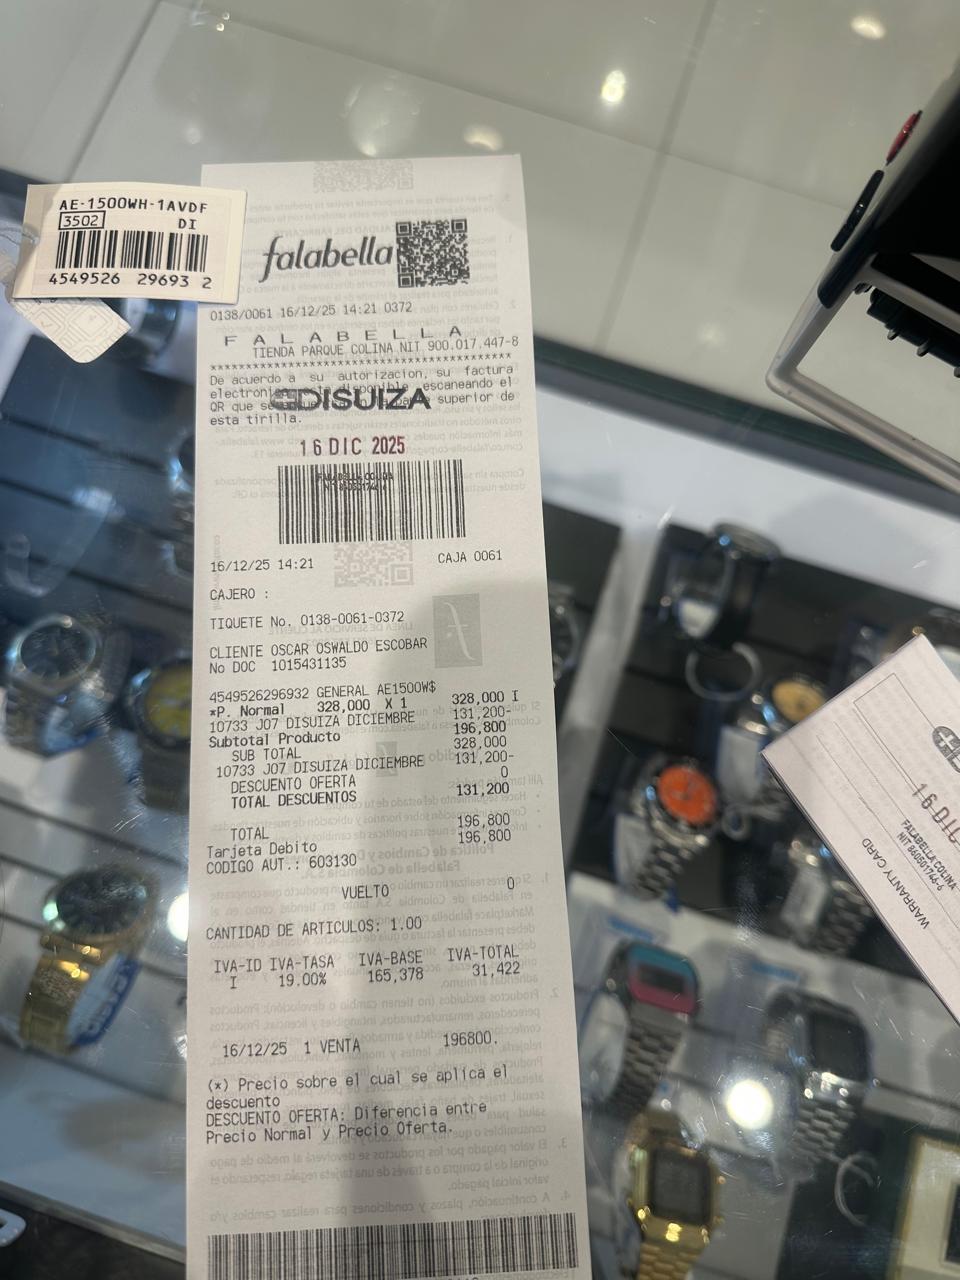 AE-1500WH-1AVDF
3502 DI
4549526 29693 2
falabella
0138/0061 16/12/25 14:21 0372
F A L A B E L L A
TIENDA PARQUE COLINA NIT 900.017.447-8
De acuerdo a su autorizacion, su factura
disponible escaneando el
QR que superior de
esta tirilla.
DISUIZA
16 DIC 2025
16/12/25 14:21 CAJA 0061
CAJERO :
TIQUETE No. 0138-0061-0372
CLIENTE OSCAR OSWALDO ESCOBAR
No DOC 1015431135
4549526296932 GENERAL AE1500W$
*P. Normal 328,000 X 1 328,000 I
10733 J07 DISUIZA DICIEMBRE 131,200-
Subtotal Producto 196,800
SUB TOTAL 328,000
10733 J07 DISUIZA DICIEMBRE 131,200-
DESCUENTO OFERTA 0
TOTAL DESCUENTOS 131,200
TOTAL 196,800
Tarjeta Debito 196,800
CODIGO AUT.: 603130
VUELTO 0
CANTIDAD DE ARTICULOS: 1.00
IVA-ID IVA-TASA IVA-BASE IVA-TOTAL
I 19.00% 165,378 31,422
16/12/25 1 VENTA 196800.
(*) Precio sobre el cual se aplica el
descuento
DESCUENTO OFERTA: Diferencia entre
Precio Normal y Precio Oferta.
16 DIC
FALABELLA COLINA
NIT 860501746-6
WARRANTY CARD